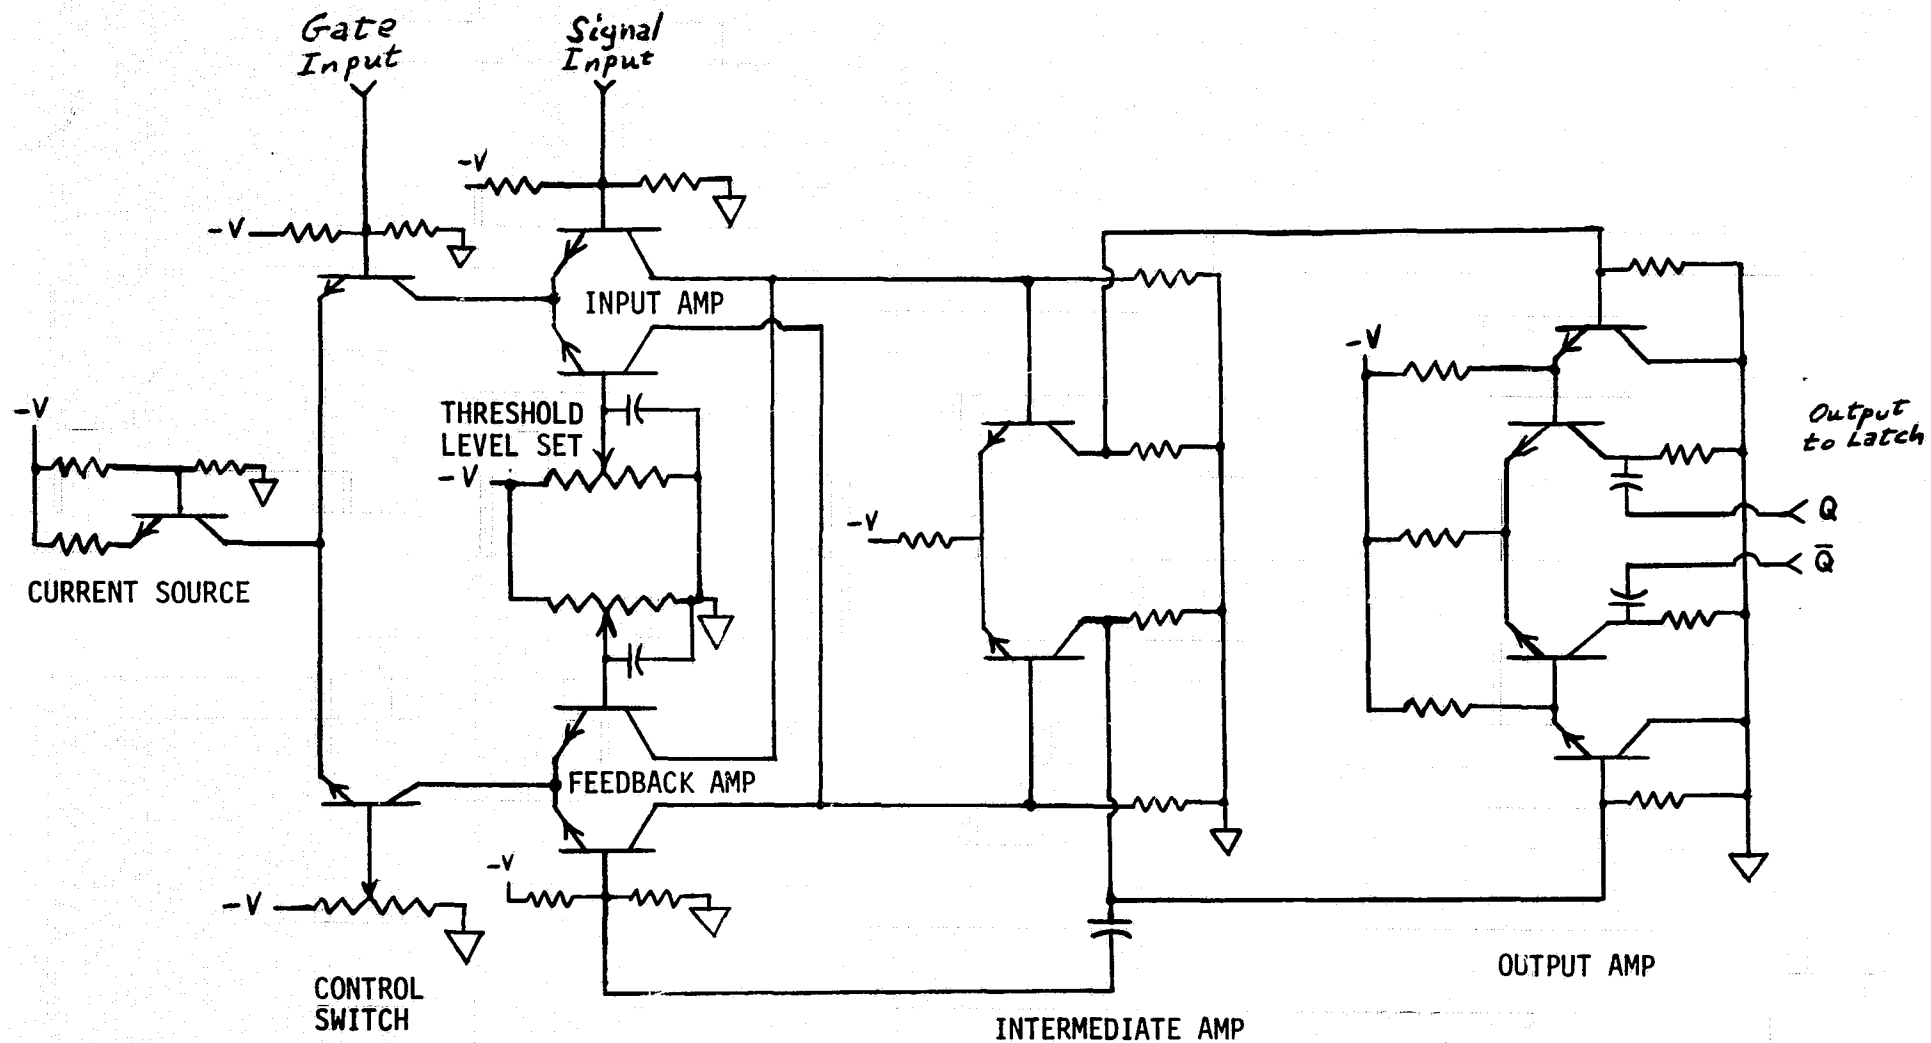 Gate
Input
Signal
Input
-V
-V
INPUT AMP
-V
THRESHOLD
LEVEL SET
-V
-V
-V
Output
to Latch
Q
Q̅
CURRENT SOURCE
FEEDBACK AMP
-V
-V
CONTROL
SWITCH
OUTPUT AMP
INTERMEDIATE AMP